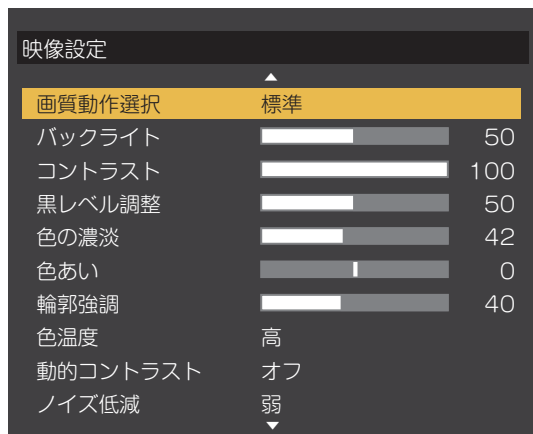 映像設定
画質動作選択 標準
バックライト 50
コントラスト 100
黒レベル調整 50
色の濃淡 42
色あい 0
輪郭強調 40
色温度 高
動的コントラスト オフ
ノイズ低減 弱